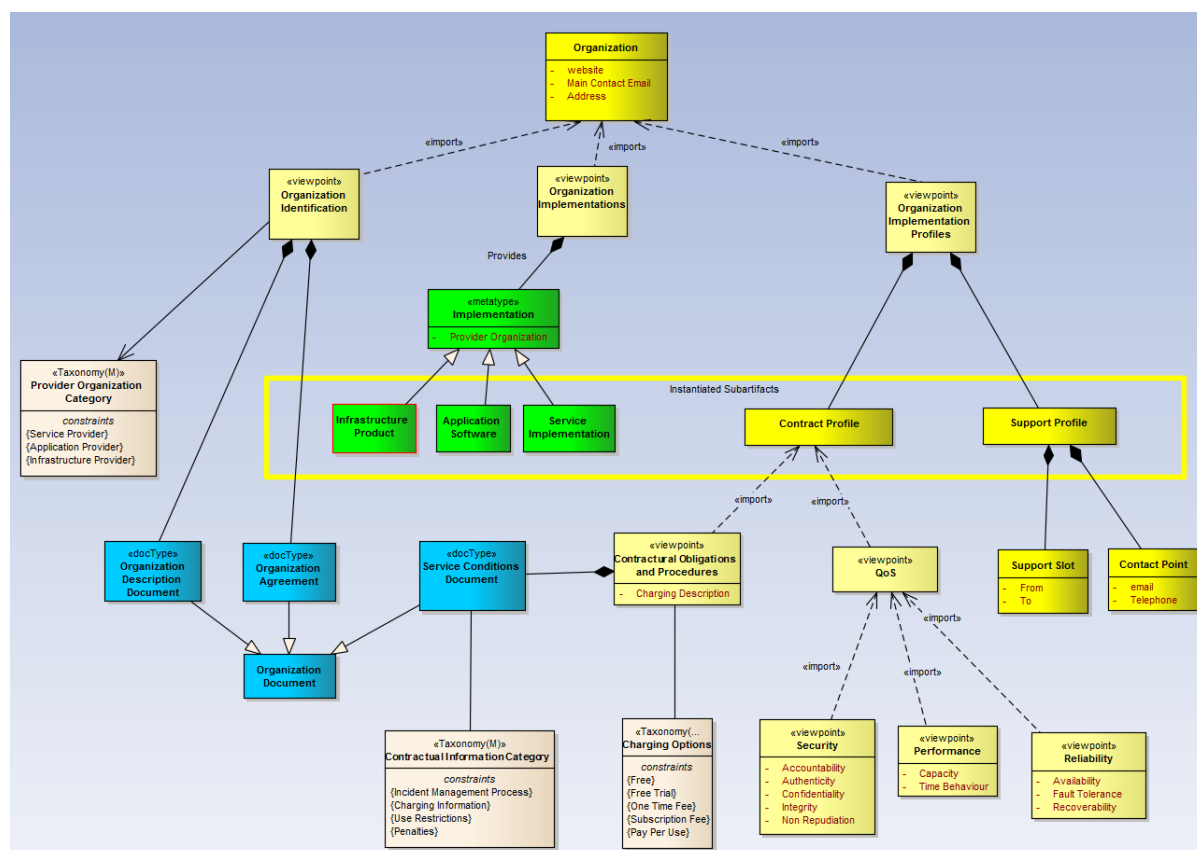 Organization
- website
- Main Contact Email
- Address
«import»
«import»
«import»
«viewpoint»
Organization
Identification
«viewpoint»
Organization
Implementations
«viewpoint»
Organization
Implementation
Profiles
Provides
«metatype»
Implementation
- Provider Organization
«Taxonomy(M)»
Provider Organization
Category
constraints
{Service Provider}
{Application Provider}
{Infrastructure Provider}
Instantiated Subartifacts
Infrastructure
Product
Application
Software
Service
Implementation
Contract Profile
Support Profile
«import»
«import»
«docType»
Organization
Description
Document
«docType»
Organization
Agreement
«docType»
Service Conditions
Document
«viewpoint»
Contractural Obligations
and Procedures
- Charging Description
«viewpoint»
QoS
Support Slot
- From
- To
Contact Point
- email
- Telephone
Organization
Document
«import»
«import»
«import»
«Taxonomy(M)»
Contractual Information Category
constraints
{Incident Management Process}
{Charging Information}
{Use Restrictions}
{Penalties}
«Taxonomy(...
Charging Options
constraints
{Free}
{Free Trial}
{One Time Fee}
{Subscription Fee}
{Pay Per Use}
«viewpoint»
Security
- Accountability
- Authenticity
- Confidentiality
- Integrity
- Non Repudiation
«viewpoint»
Performance
- Capacity
- Time Behaviour
«viewpoint»
Reliability
- Availability
- Fault Tolerance
- Recoverability